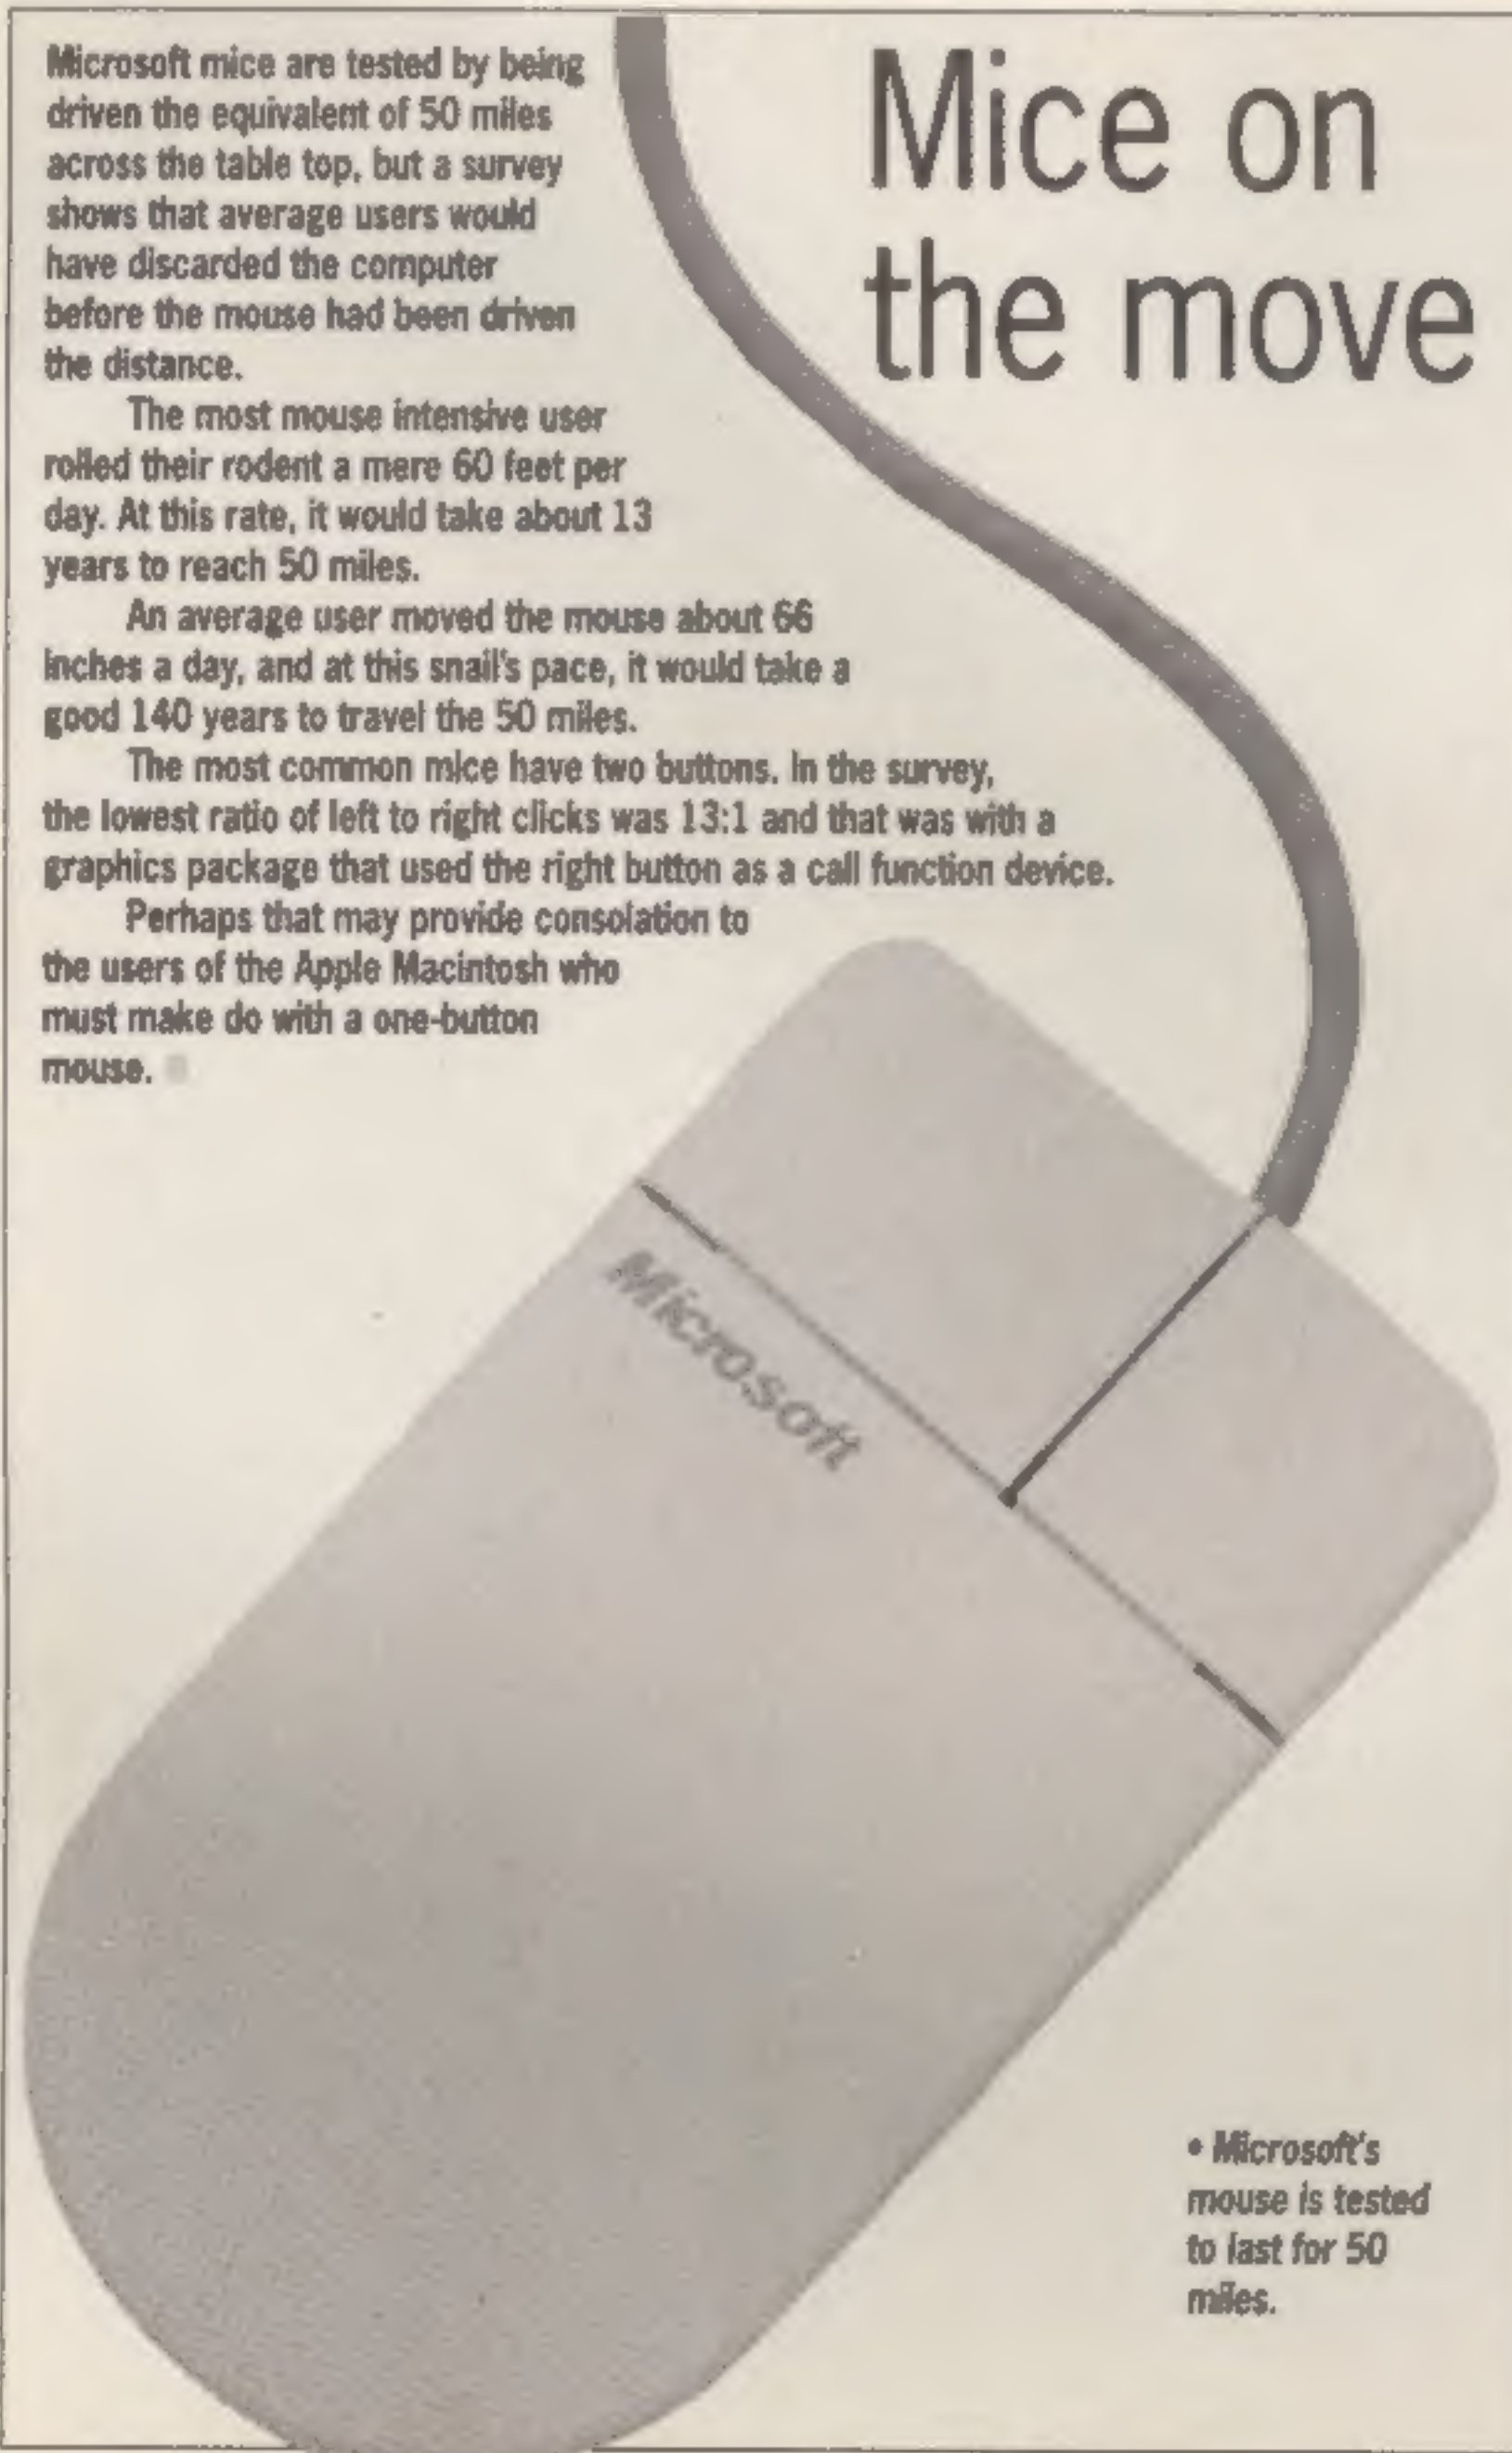 Mice on
the move
Microsoft mice are tested by being
driven the equivalent of 50 miles
across the table top, but a survey
shows that average users would
have discarded the computer
before the mouse had been driven
the distance.
The most mouse intensive user
rolled their rodent a mere 60 feet per
day. At this rate, it would take about 13
years to reach 50 miles.
An average user moved the mouse about 66
inches a day, and at this snail's pace, it would take a
good 140 years to travel the 50 miles.
The most common mice have two buttons. In the survey,
the lowest ratio of left to right clicks was 13:1 and that was with a
graphics package that used the right button as a call function device.
Perhaps that may provide consolation to
the users of the Apple Macintosh who
must make do with a one-button
mouse.
Microsoft
• Microsoft's
mouse is tested
to last for 50
miles.